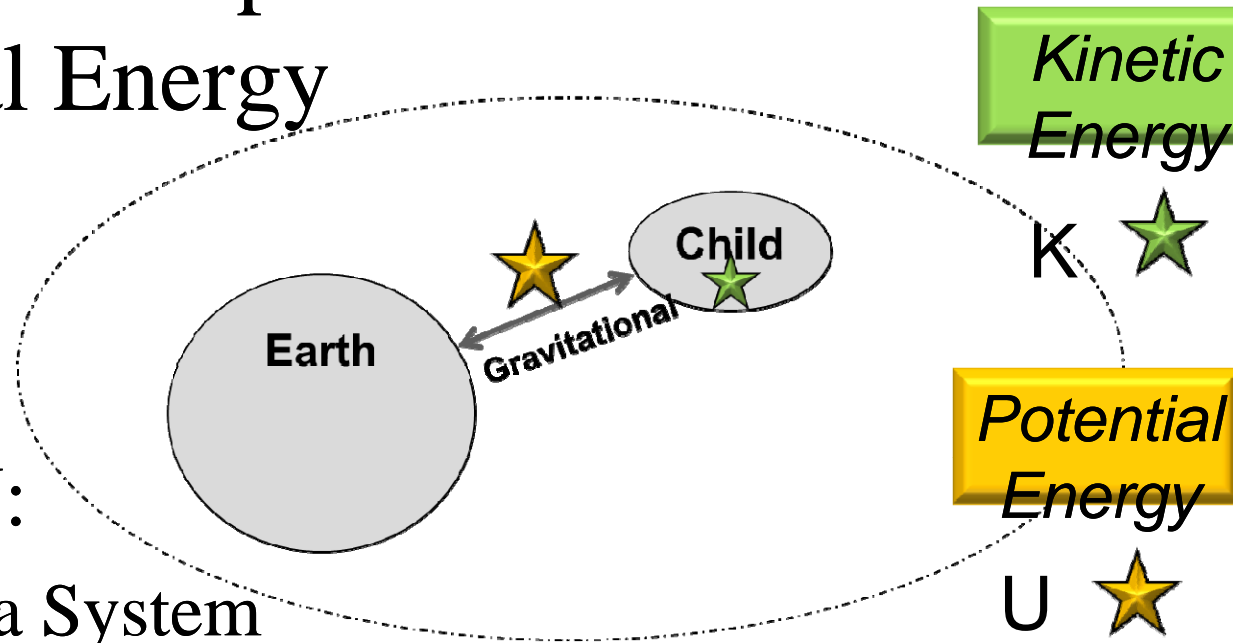 l Energy
Kinetic
Energy
K
Child
Gravitational
Earth
Potential
Energy
:
a System
U